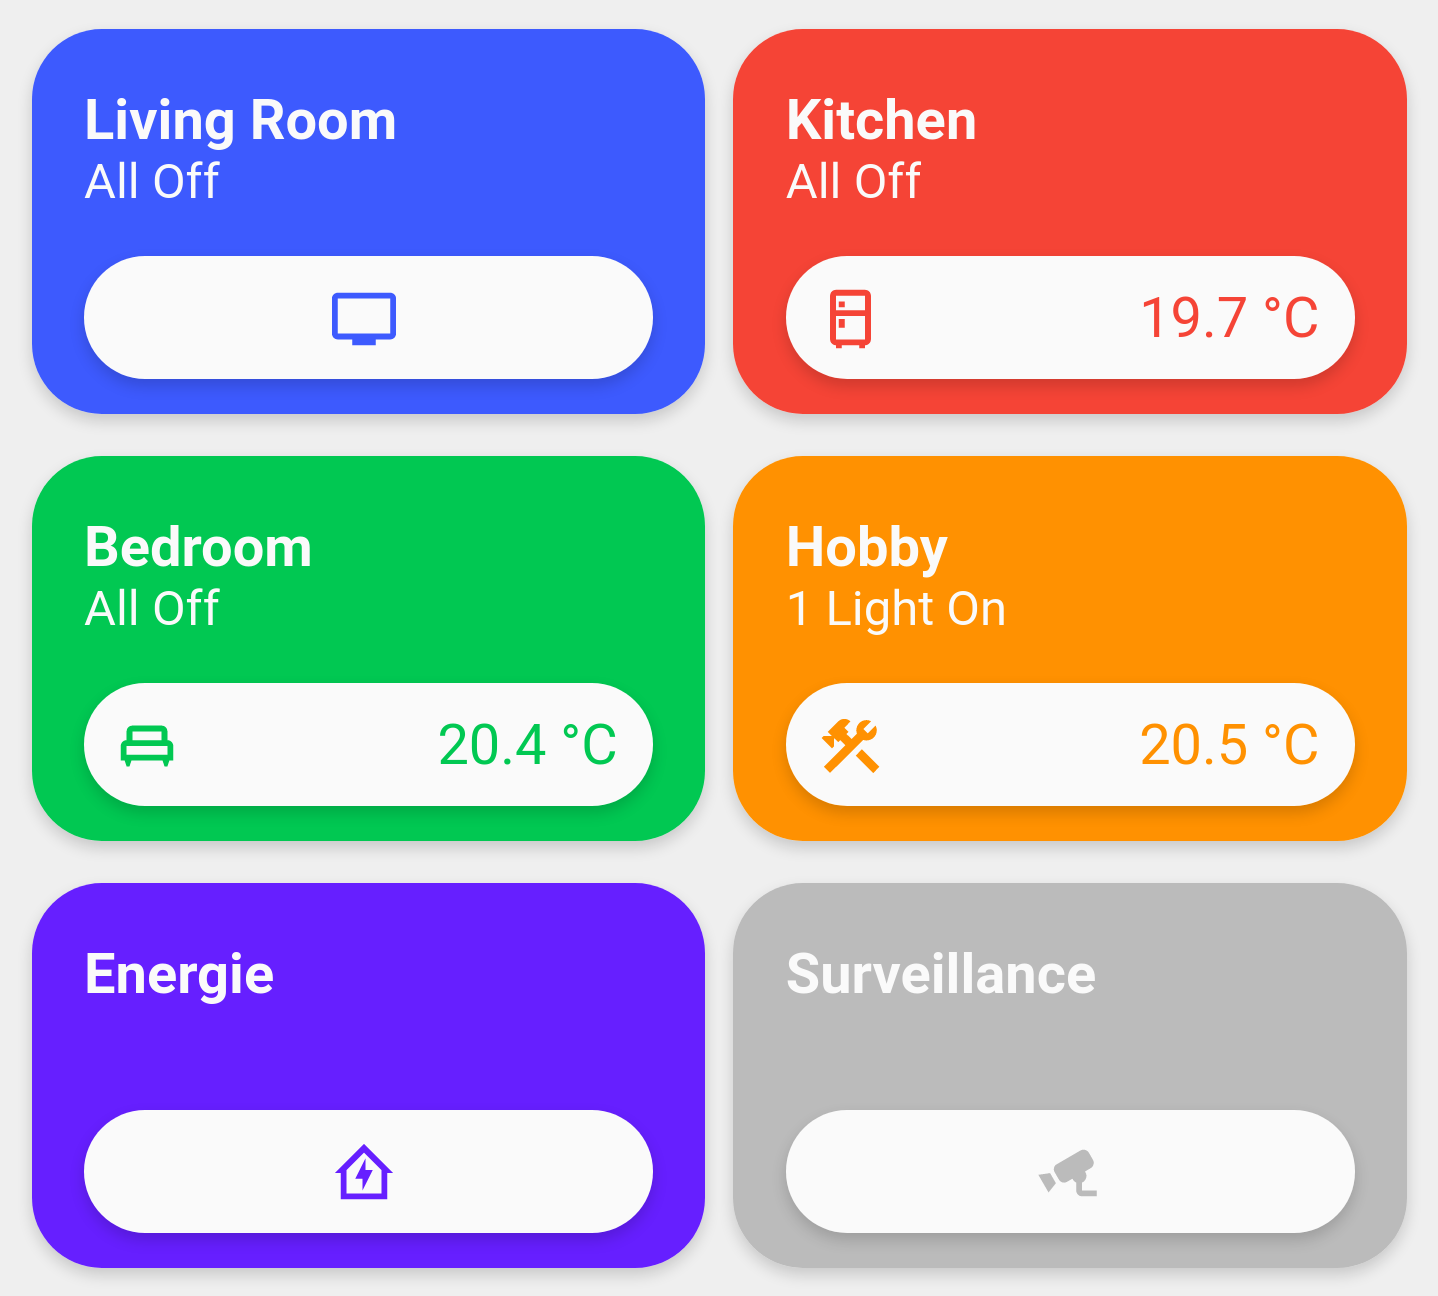 Living Room
All Off
Kitchen
All Off
19.7 °C
Bedroom
All Off
20.4 °C
Hobby
1 Light On
20.5 °C
Energie
Surveillance